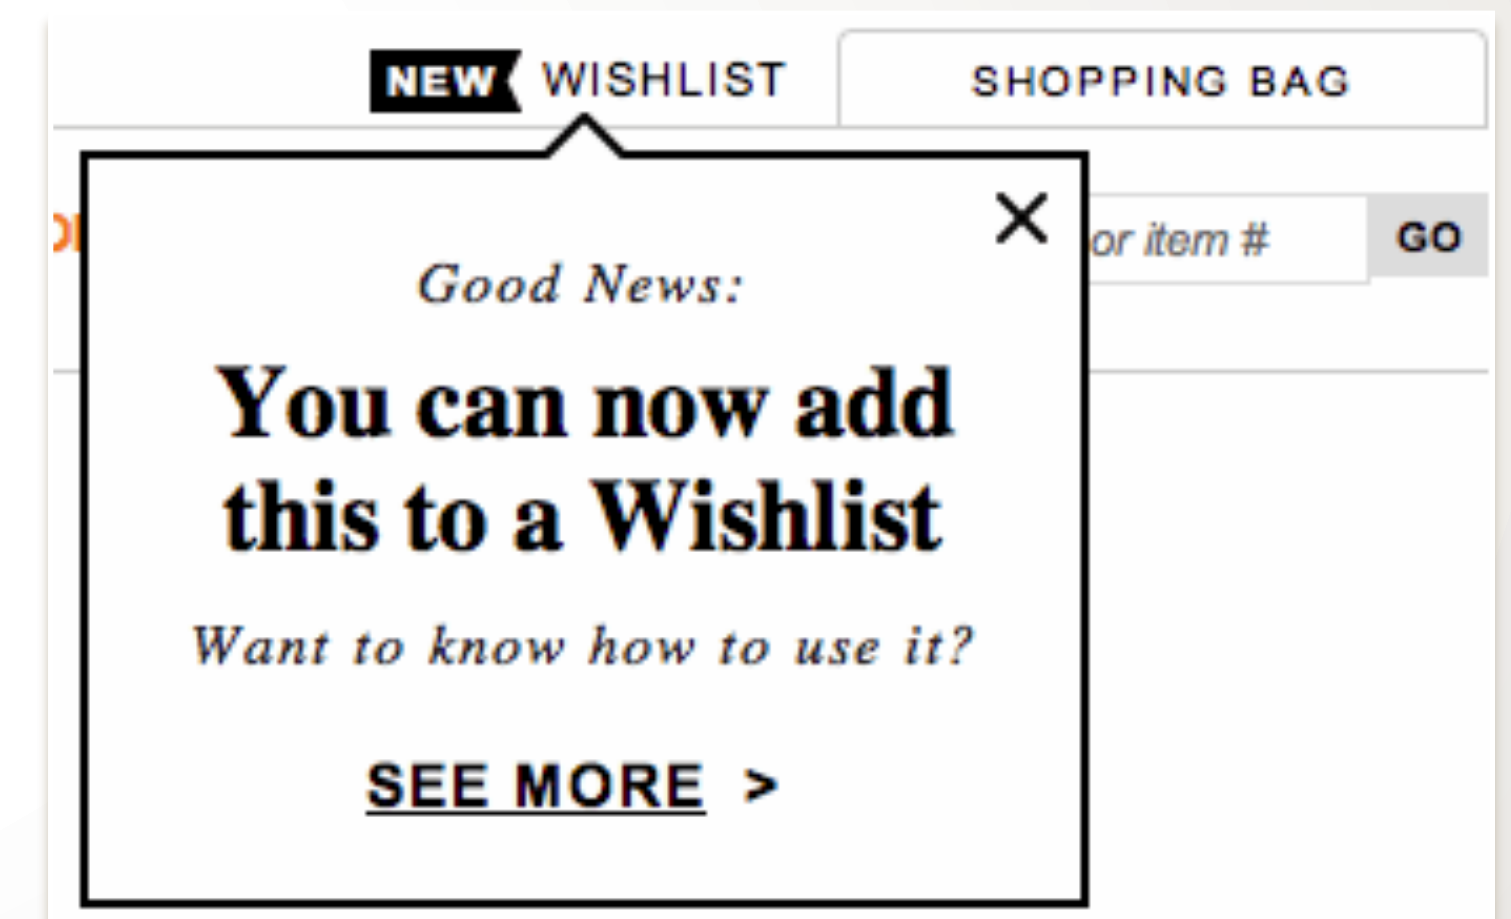 NEW WISHLIST SHOPPING BAG
or item # GO
Good News:
You can now add
this to a Wishlist
Want to know how to use it?
SEE MORE >